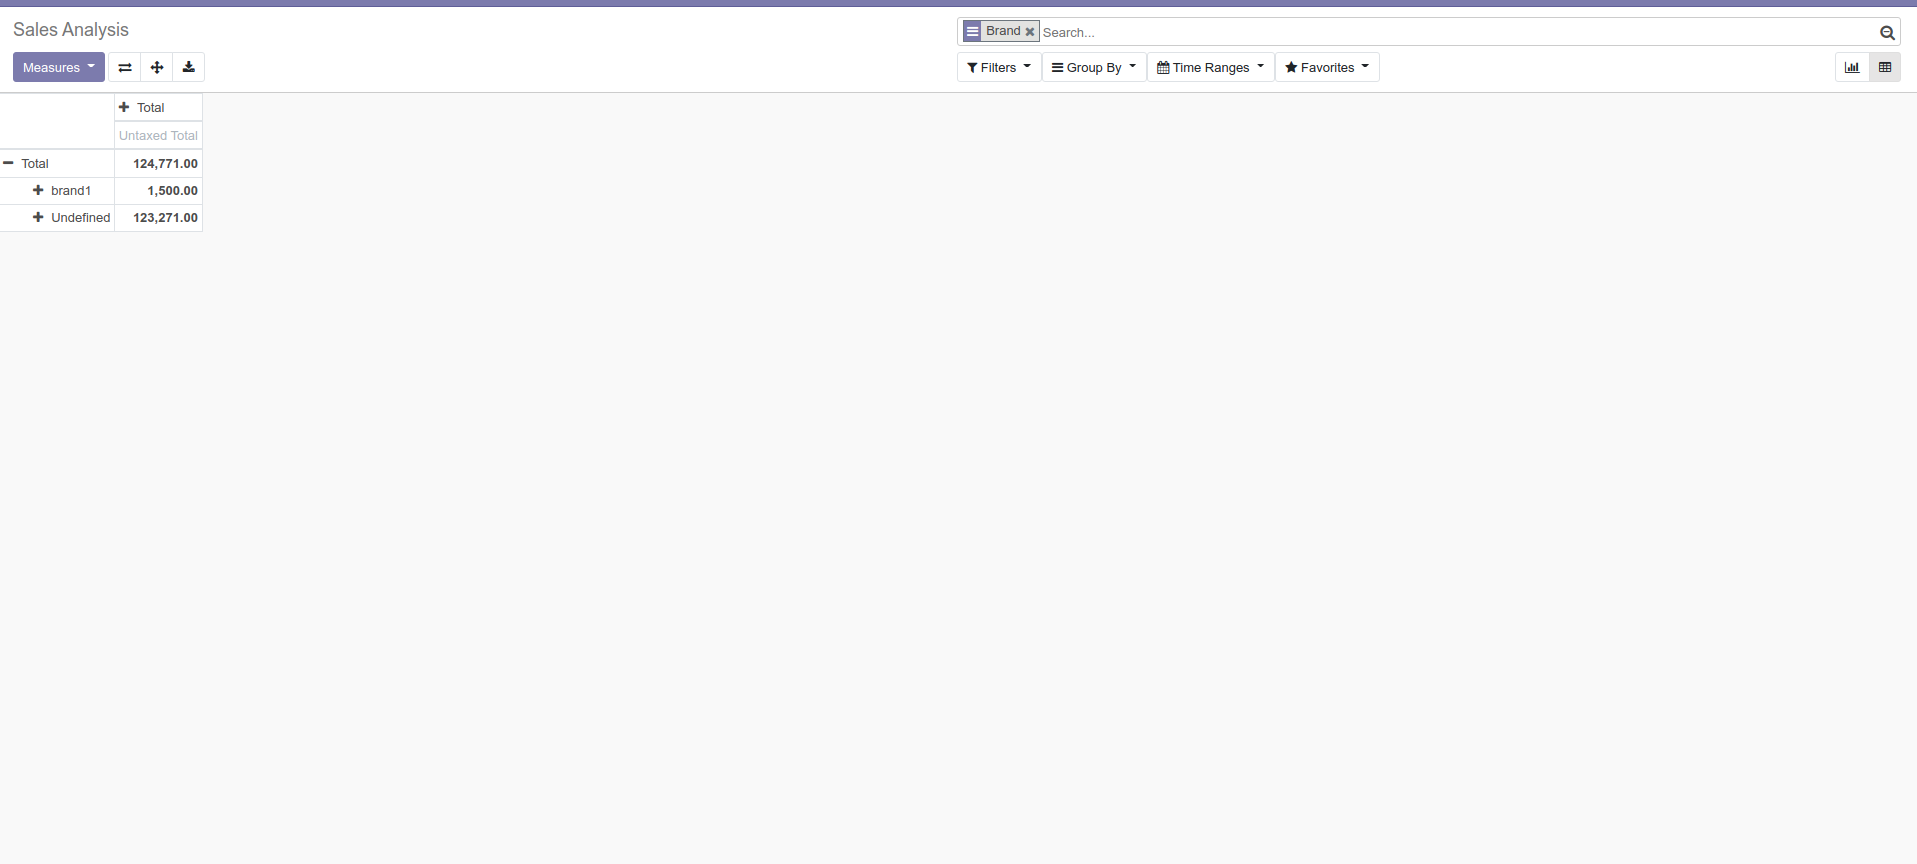 Sales Analysis
Brand Search...
Measures
Filters Group By Time Ranges Favorites
Total
Untaxed Total
Total 124,771.00
brand1 1,500.00
Undefined 123,271.00